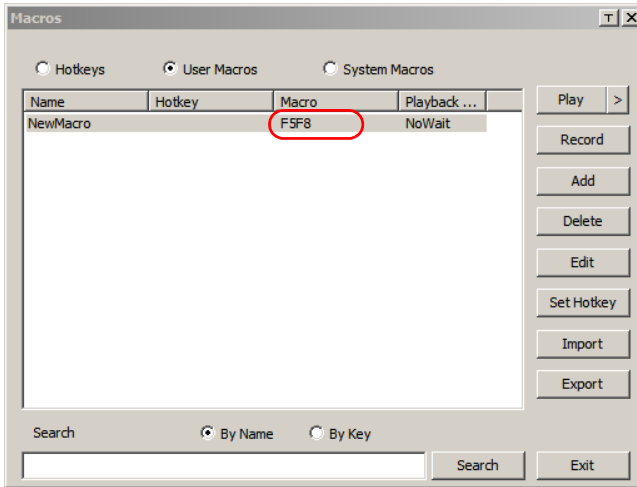 Macros T X
Hotkeys User Macros System Macros
Name Hotkey Macro Playback ... Play >
NewMacro F5F8 NoWait
Record
Add
Delete
Edit
Set Hotkey
Import
Export
Search By Name By Key
Search Exit